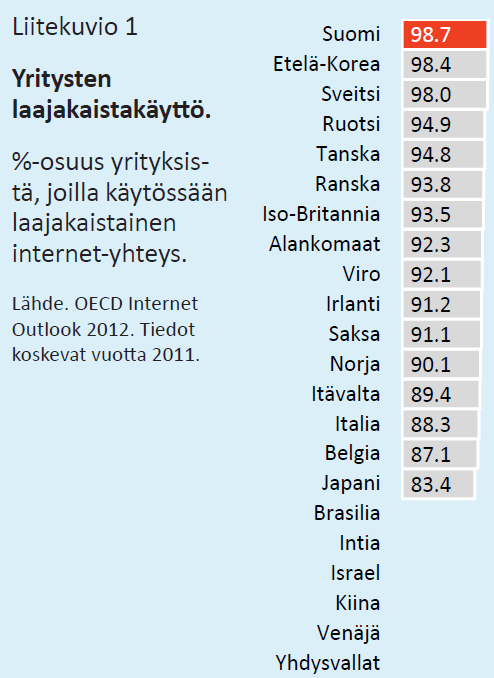 Liitekuvio 1
Yritysten
laajakaistakäyttö.
%-osuus yrityksis-
tä, joilla käytössään
laajakaistainen
internet-yhteys.
Lähde. OECD Internet
Outlook 2012. Tiedot
koskevat vuotta 2011.
Suomi 98.7
Etelä-Korea 98.4
Sveitsi 98.0
Ruotsi 94.9
Tanska 94.8
Ranska 93.8
Iso-Britannia 93.5
Alankomaat 92.3
Viro 92.1
Irlanti 91.2
Saksa 91.1
Norja 90.1
Itävalta 89.4
Italia 88.3
Belgia 87.1
Japani 83.4
Brasilia
Intia
Israel
Kiina
Venäjä
Yhdysvallat